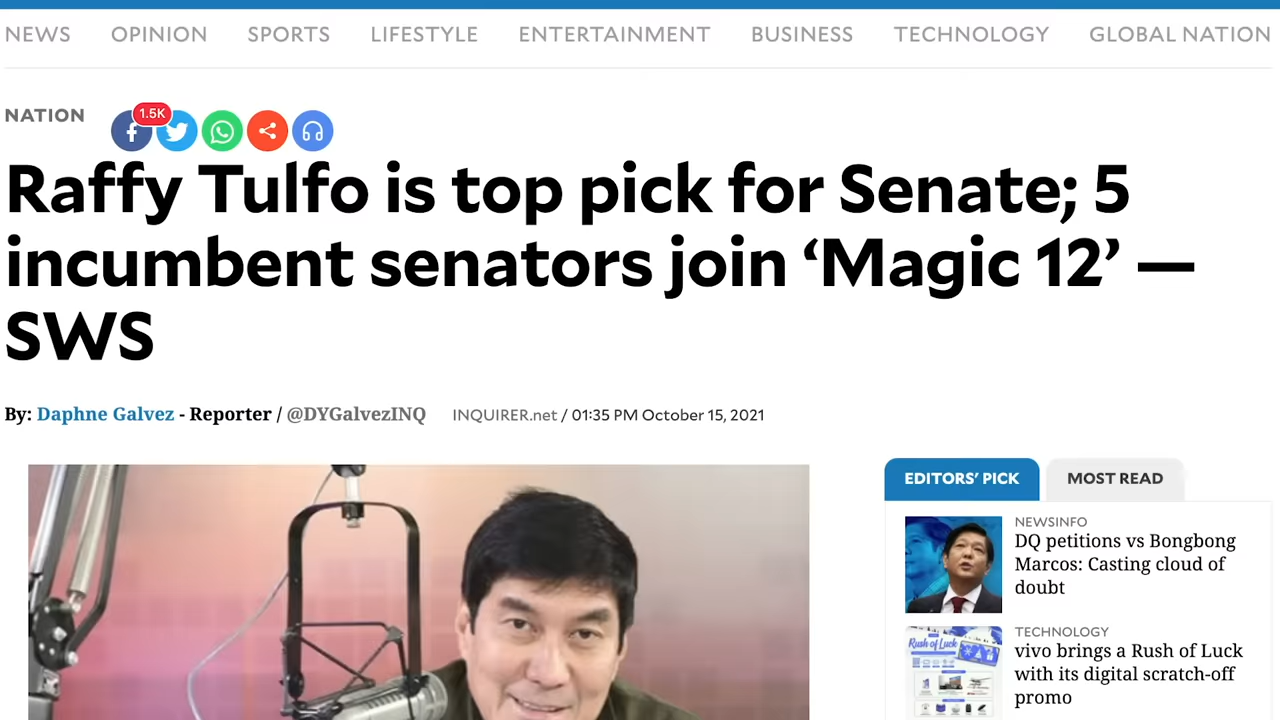 NEWS OPINION SPORTS LIFESTYLE ENTERTAINMENT BUSINESS TECHNOLOGY GLOBAL NATION
NATION
1.5K
Raffy Tulfo is top pick for Senate; 5
incumbent senators join ‘Magic 12’ —
SWS
By: Daphne Galvez - Reporter / @DYGalvezINQ INQUIRER.net / 01:35 PM October 15, 2021
EDITORS’ PICK MOST READ
NEWSINFO
DQ petitions vs Bongbong
Marcos: Casting cloud of
doubt
TECHNOLOGY
vivo brings a Rush of Luck
with its digital scratch-off
promo
Rush of Luck